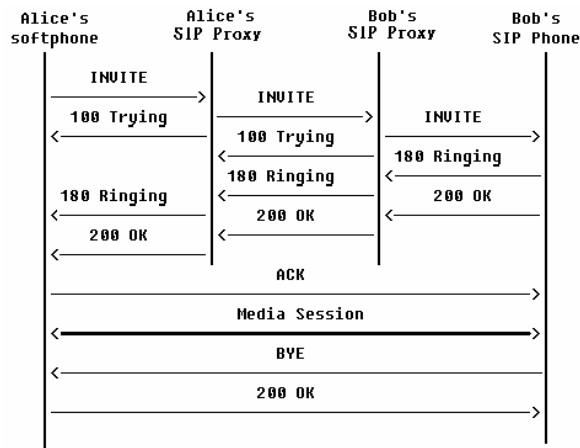 Alice's Alice's Bob's Bob's
softphone SIP Proxy SIP Proxy SIP Phone
INVITE
INVITE
100 Trying INVITE
100 Trying
180 Ringing
180 Ringing
180 Ringing 200 OK
200 OK
200 OK
ACK
Media Session
BYE
200 OK